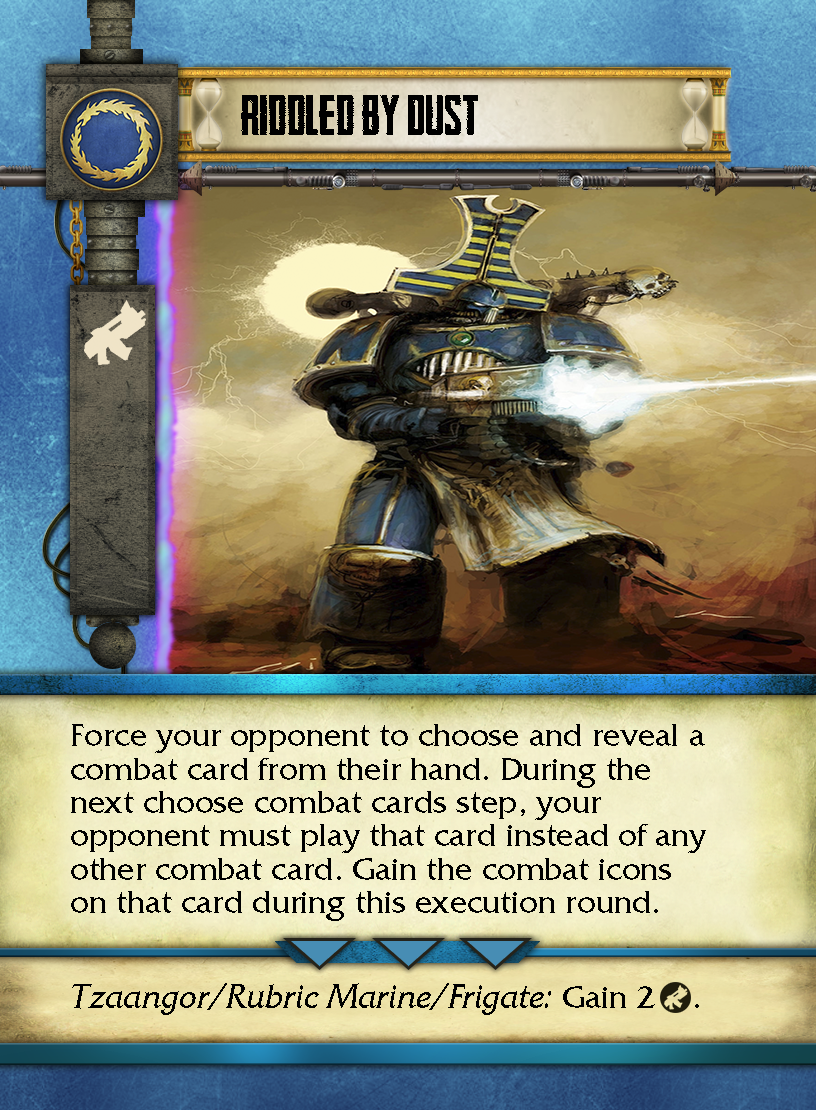 RIDDLED BY DUST
Force your opponent to choose and reveal a
combat card from their hand. During the
next choose combat cards step, your
opponent must play that card instead of any
other combat card. Gain the combat icons
on that card during this execution round.
Tzaangor/Rubric Marine/Frigate: Gain 2 .